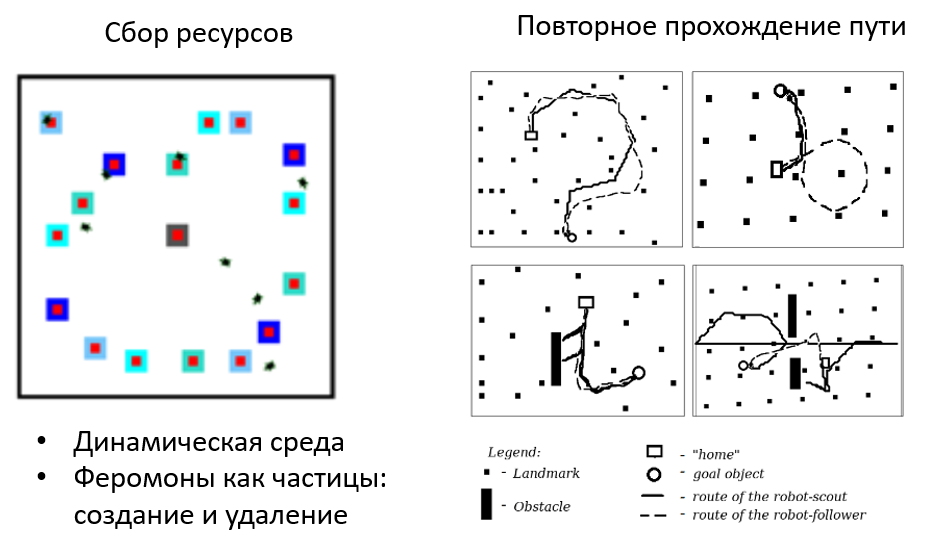 Сбор ресурсов
• Динамическая среда
• Феромоны как частицы:
создание и удаление
Повторное прохождение пути
Legend:
- Landmark
- Obstacle
- "home"
- goal object
- route of the robot-scout
- route of the robot-follower